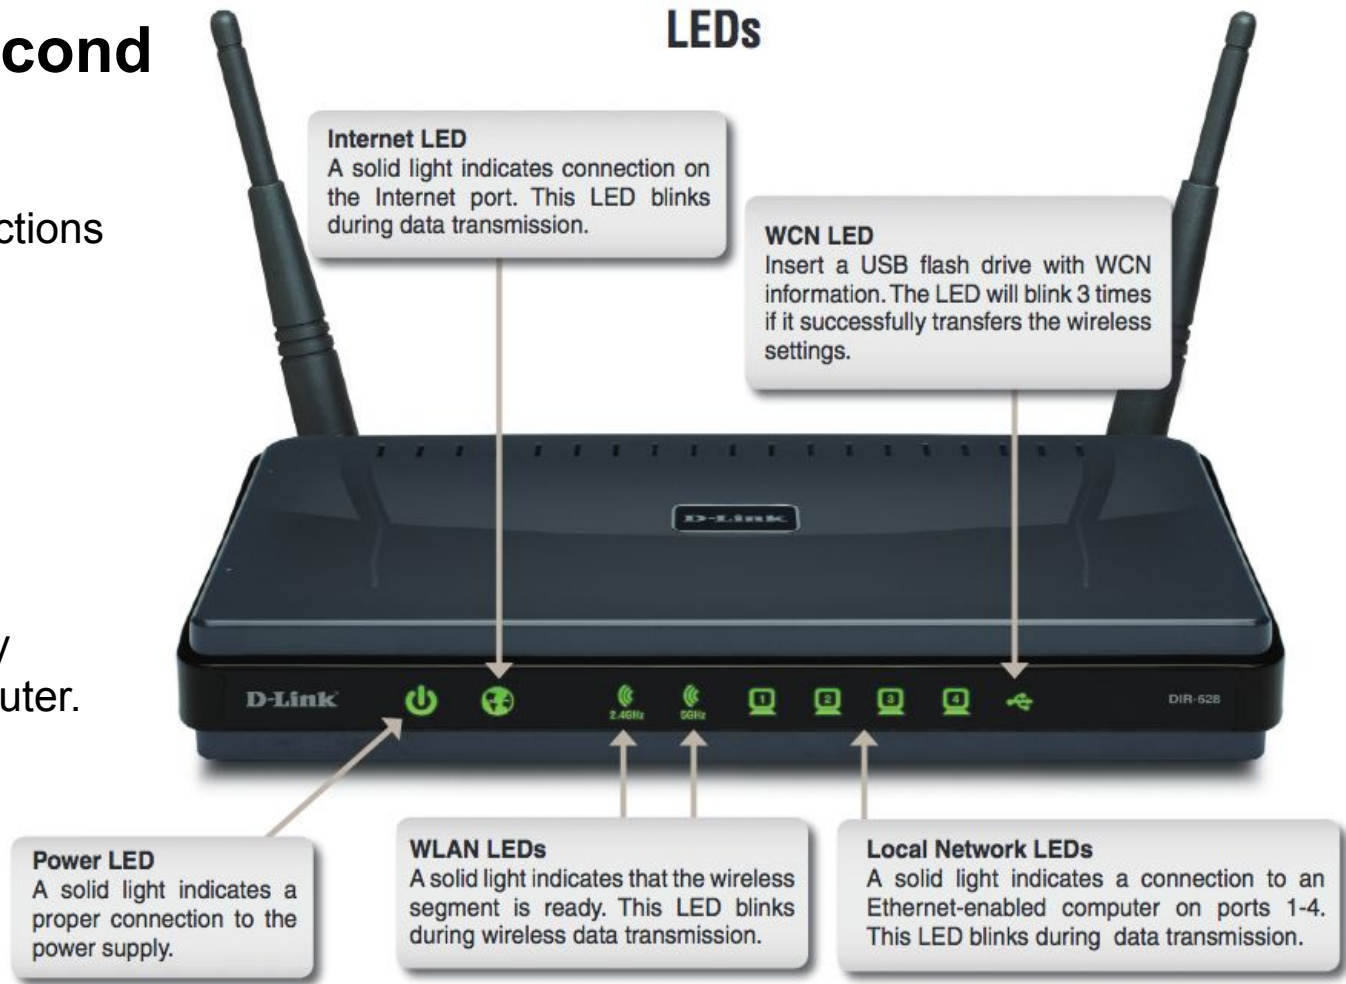 cond
LEDs
ctions
Internet LED
A solid light indicates connection on
the Internet port. This LED blinks
during data transmission.
WCN LED
Insert a USB flash drive with WCN
information. The LED will blink 3 times
if it successfully transfers the wireless
settings.
D-Link
y
uter.
D-Link
2.4GHz
5GHz
1
2
3
4
DIR-628
Power LED
A solid light indicates a
proper connection to the
power supply.
WLAN LEDs
A solid light indicates that the wireless
segment is ready. This LED blinks
during wireless data transmission.
Local Network LEDs
A solid light indicates a connection to an
Ethernet-enabled computer on ports 1-4.
This LED blinks during data transmission.